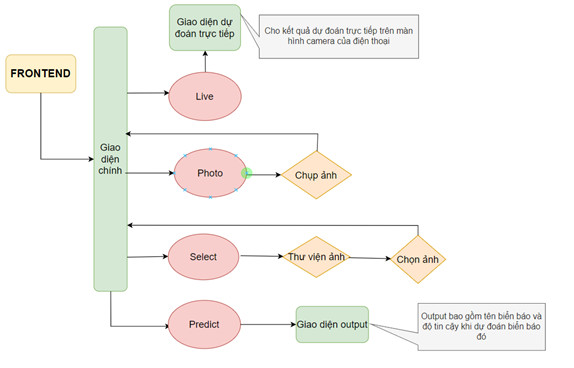 Giao diện dự
đoán trực tiếp
Cho kết quả dự đoán trực tiếp trên màn
hình camera của điện thoại
FRONTEND
Live
Giao
diện
chính
Photo
Chụp ảnh
Select
Thư viện ảnh
Chọn ảnh
Predict
Giao diện output
Output bao gồm tên biển báo và
độ tin cậy khi dự đoán biển báo
đó